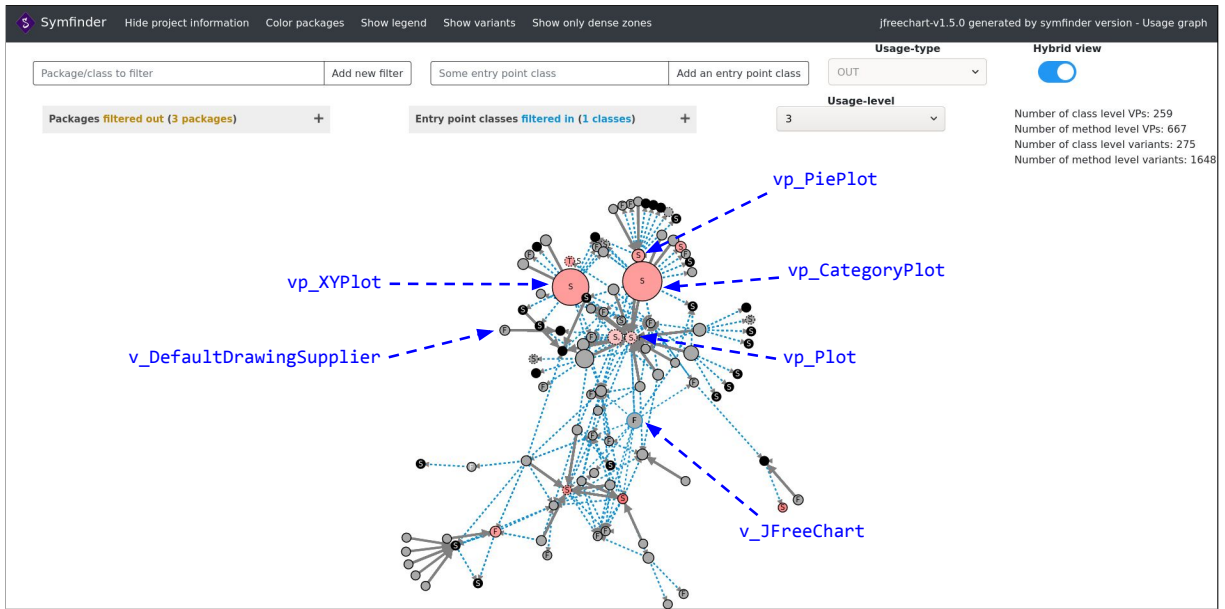 Symfinder Hide project information Color packages Show legend Show variants Show only dense zones jfreechart-v1.5.0 generated by symfinder version - Usage graph
Usage-type Hybrid view
Package/class to filter Add new filter Some entry point class Add an entry point class OUT
Usage-level
Packages filtered out (3 packages) + Entry point classes filtered in (1 classes) + 3
Number of class level VPs: 259
Number of method level VPs: 667
Number of class level variants: 275
Number of method level variants: 1648
vp_PiePlot
vp_CategoryPlot
vp_XYPlot
v_DefaultDrawingSupplier
vp_Plot
v_JFreeChart